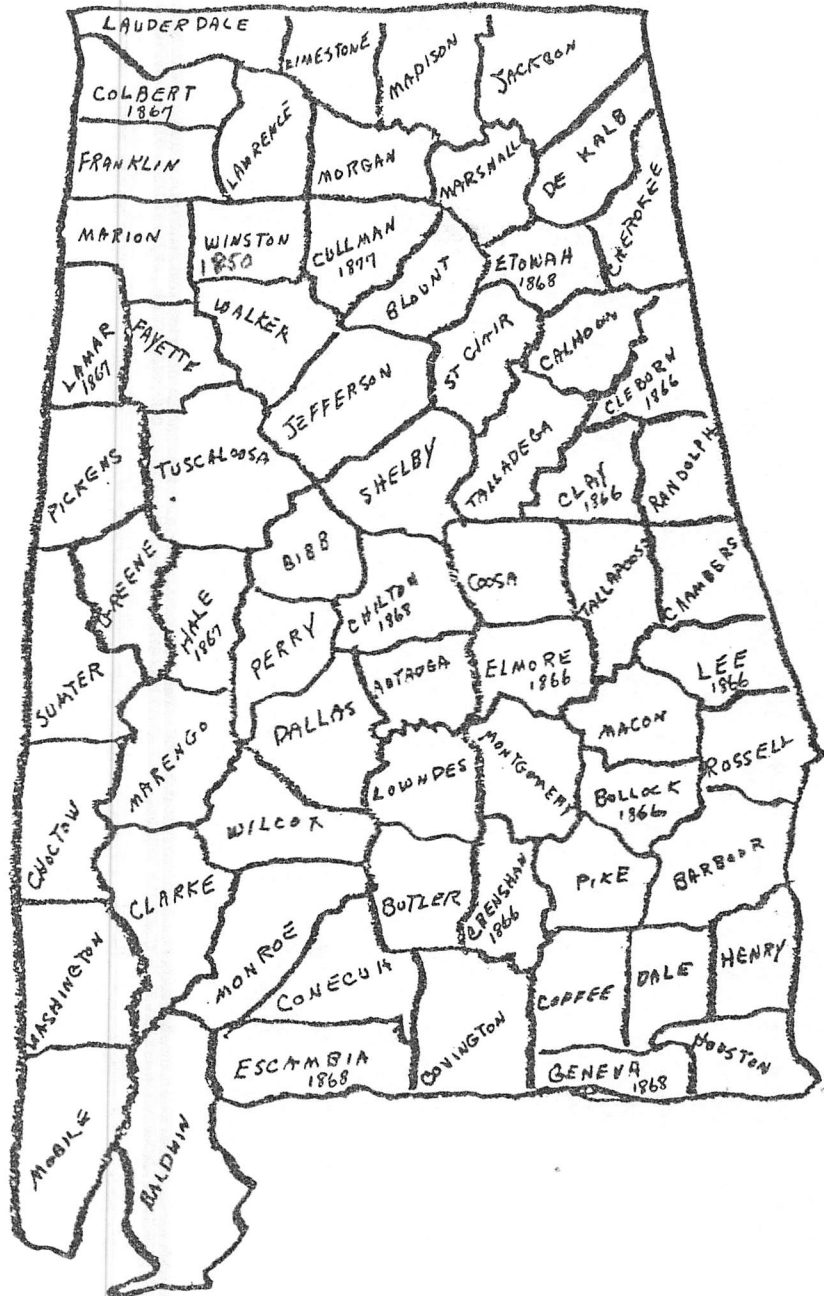 LAUDERDALE
LIMESTONE
MADISON
JACKSON
COLBERT
1867
LAWRENCE
FRANKLIN
MORGAN
MARSHALL
DE KALB
CHEROKEE
MARION
WINSTON
1850
CULLMAN
1877
BLOUNT
ETOWAH
1868
LAMAR
1867
FAYETTE
WALKER
JEFFERSON
ST CLAIR
CALHOUN
CLEBORN
1866
PICKENS
TUSCALOOSA
SHELBY
TALLADEGA
CLAY
1866
RANDOLPH
GREENE
HALE
1867
BIBB
PERRY
CHILTON
1868
COOSA
TALLAPOOSA
CHAMBERS
SUMTER
MARENGO
DALLAS
AUTAUGA
ELMORE
1866
LEE
1866
MACON
RUSSELL
CHOCTOW
WILCOX
LOWNDES
MONTGOMERY
BULLOCK
1866
CLARKE
MONROE
BUTLER
CRENSHAW
1866
PIKE
BARBOUR
WASHINGTON
CONECUH
COVINGTON
COFFEE
DALE
HENRY
MOBILE
BALDWIN
ESCAMBIA
1868
GENEVA
1868
HOUSTON